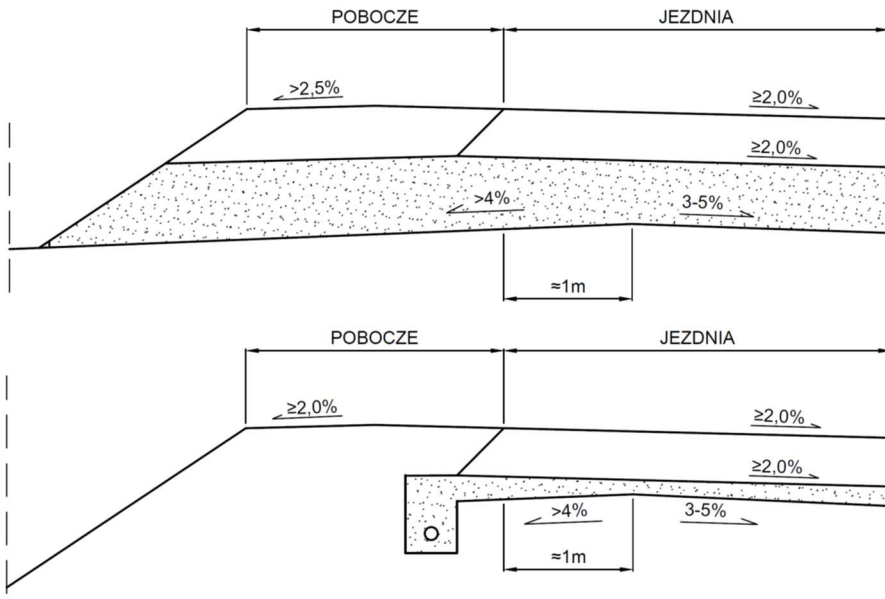 POBOCZE JEZDNIA
>2,5% ≥2,0%
≥2,0%
>4% 3-5%
≈1m
POBOCZE JEZDNIA
≥2,0% ≥2,0%
≥2,0%
>4% 3-5%
≈1m